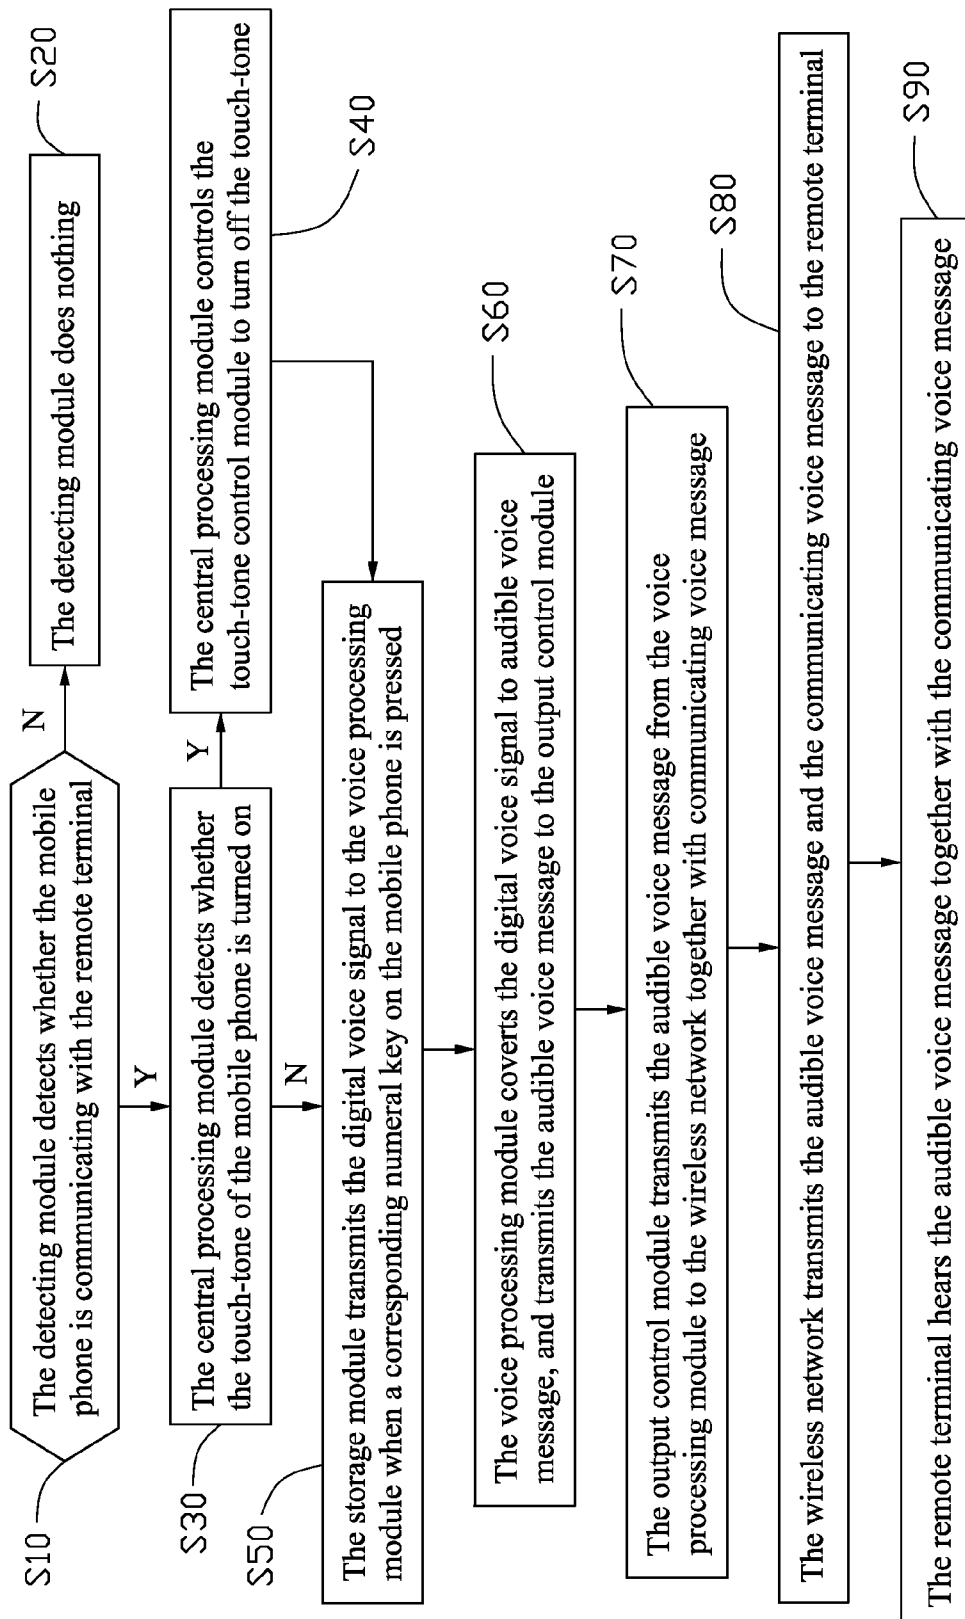 S10
The detecting module detects whether the mobile
phone is communicating with the remote terminal
N
The detecting module does nothing
S20
Y
S30
The central processing module detects whether
the touch-tone of the mobile phone is turned on
Y
The central processing module controls the
touch-tone control module to turn off the touch-tone
S40
N
S50
The storage module transmits the digital voice signal to the voice processing
module when a corresponding numeral key on the mobile phone is pressed
The voice processing module coverts the digital voice signal to audible voice
message, and transmits the audible voice message to the output control module
S60
The output control module transmits the audible voice message from the voice
processing module to the wireless network together with communicating voice message
S70
The wireless network transmits the audible voice message and the communicating voice message to the remote terminal
S80
The remote terminal hears the audible voice message together with the communicating voice message
S90